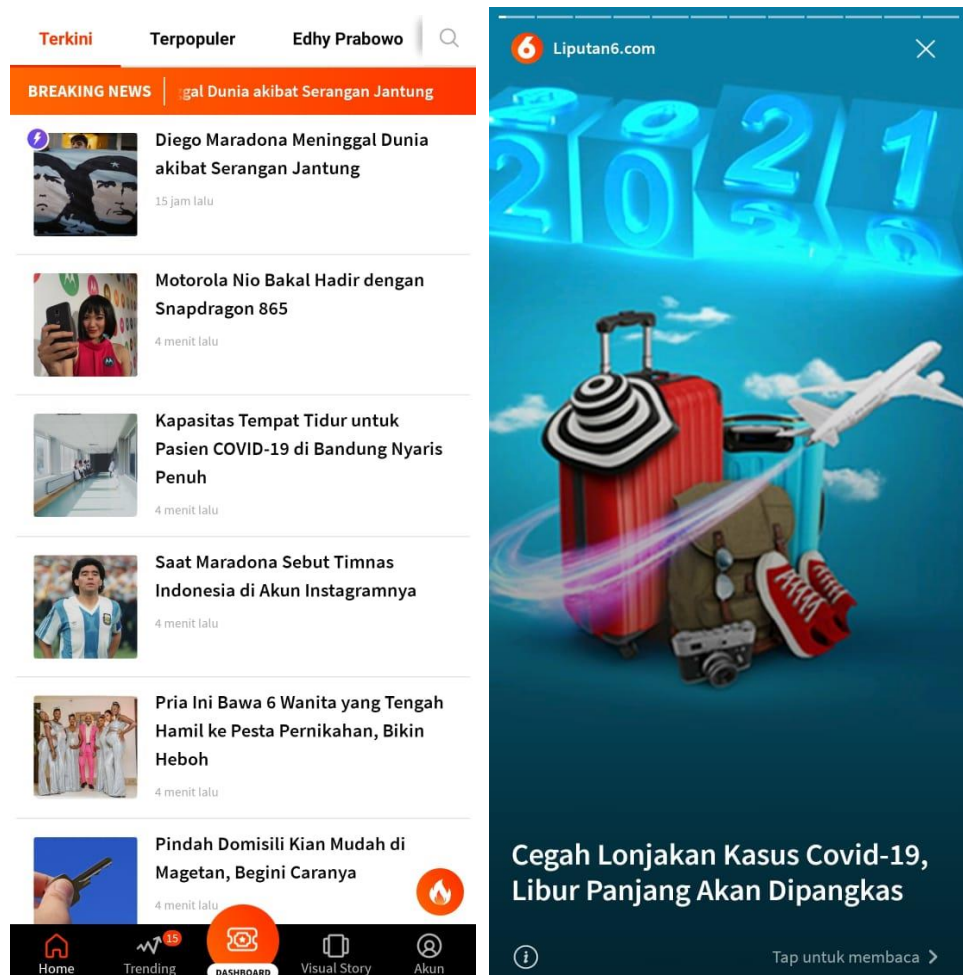 Terkini Terpopuler Edhy Prabowo
BREAKING NEWS gal Dunia akibat Serangan Jantung
Diego Maradona Meninggal Dunia
akibat Serangan Jantung
15 jam lalu
Motorola Nio Bakal Hadir dengan
Snapdragon 865
4 menit lalu
Kapasitas Tempat Tidur untuk
Pasien COVID-19 di Bandung Nyaris
Penuh
4 menit lalu
Saat Maradona Sebut Timnas
Indonesia di Akun Instagramnya
4 menit lalu
Pria Ini Bawa 6 Wanita yang Tengah
Hamil ke Pesta Pernikahan, Bikin
Heboh
4 menit lalu
Pindah Domisili Kian Mudah di
Magetan, Begini Caranya
4 menit lalu
15
Home Trending DASHBOARD Visual Story Akun
6 Liputan6.com
2021
2020
Cegah Lonjakan Kasus Covid-19,
Libur Panjang Akan Dipangkas
Tap untuk membaca